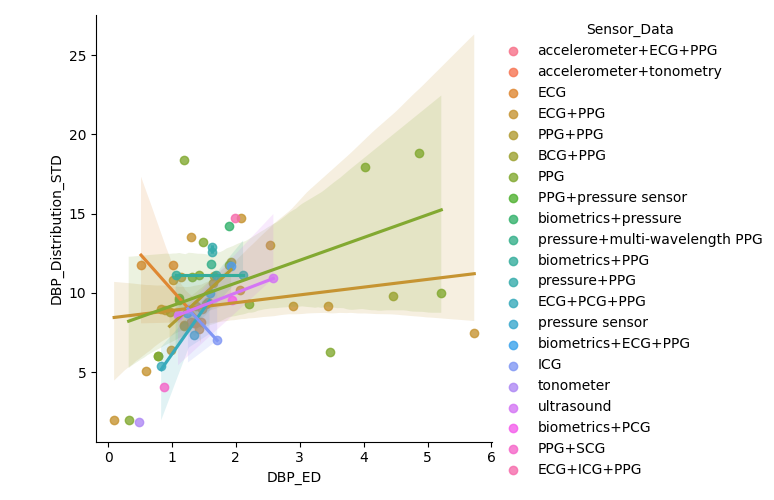 Sensor_Data
accelerometer+ECG+PPG
accelerometer+tonometry
ECG
ECG+PPG
PPG+PPG
BCG+PPG
PPG
PPG+pressure sensor
biometrics+pressure
pressure+multi-wavelength PPG
biometrics+PPG
pressure+PPG
ECG+PCG+PPG
pressure sensor
biometrics+ECG+PPG
ICG
tonometer
ultrasound
biometrics+PCG
PPG+SCG
ECG+ICG+PPG
DBP_Distribution_STD
25
20
15
10
5
0 1 2 3 4 5 6
DBP_ED